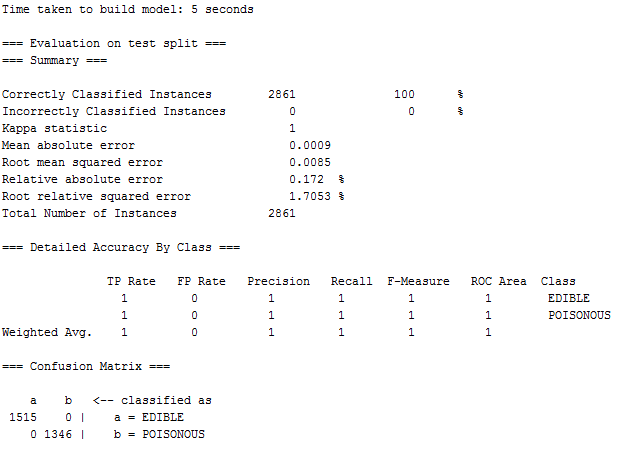 Time taken to build model: 5 seconds

=== Evaluation on test split ===
=== Summary ===

Correctly Classified Instances        2861              100      %
Incorrectly Classified Instances         0                0      %
Kappa statistic                          1
Mean absolute error                      0.0009
Root mean squared error                  0.0085
Relative absolute error                  0.172  %
Root relative squared error              1.7053 %
Total Number of Instances             2861

=== Detailed Accuracy By Class ===

               TP Rate   FP Rate   Precision   Recall  F-Measure   ROC Area  Class
                 1         0          1         1         1          1        EDIBLE
                 1         0          1         1         1          1        POISONOUS
Weighted Avg.    1         0          1         1         1          1

=== Confusion Matrix ===

    a    b   <-- classified as
 1515    0 |    a = EDIBLE
    0 1346 |    b = POISONOUS